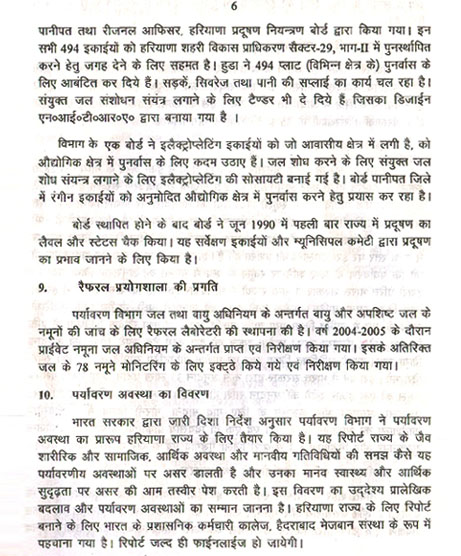 6
पानीपत तथा रीजनल आफिसर, हरियाणा प्रदूषण नियन्त्रण बोर्ड द्वारा किया गया। इन
सभी 494 इकाईयों को हरियाणा शहरी विकास प्राधिकरण सैक्टर-29, भाग-II में पुनर्स्थापित
करने हेतु जगह देने के लिए सहमत है। हुडा ने 494 प्लाट (विभिन्न क्षेत्र के) पुनर्वास के
लिए आबंटित कर दिये हैं। सड़कें, सिवरेज तथा पानी की सप्लाई का कार्य चल रहा है।
संयुक्त जल संशोधन संयंत्र लगाने के लिए टैण्डर भी दे दिये हैं जिसका डिजाईन
एन०आई०टी०आर०ए० द्वारा बनाया गया है ।
विभाग के एक बोर्ड ने इलैक्ट्रोप्लेटिंग इकाईयों को जो आवासीय क्षेत्र में लगी है, को
औद्योगिक क्षेत्र में पुनर्वास के लिए कदम उठाए हैं। जल शोध करने के लिए संयुक्त जल
शोध संयन्त्र लगाने के लिए इलैक्ट्रोप्लेटिंग की सोसायटी बनाई गई है। बोर्ड पानीपत जिले
में रंगीन इकाईयों को अनुमोदित औद्योगिक क्षेत्र में पुनर्वास करने हेतु प्रयास कर रहा है।
बोर्ड स्थापित होने के बाद बोर्ड ने जून 1990 में पहली बार राज्य में प्रदूषण का
लैवल और स्टेटस चैक किया। यह सर्वेक्षण इकाईयों और म्यूनिसिपल कमेटी द्वारा प्रदूषण
का प्रभाव जानने के लिए किया है।
9. रैफरल प्रयोगशाला की प्रगति
पर्यावरण विभाग जल तथा वायु अधिनियम के अन्तर्गत वायु और अपशिष्ट जल के
नमूनों की जांच के लिए रैफरल लैबोरेटरी की स्थापना की है। वर्ष 2004-2005 के दौरान
प्राईवेट नमूना जल अधिनियम के अन्तर्गत प्राप्त एवं निरीक्षण किया गया। इसके अतिरिक्त
जल के 78 नमूने मोनिटरिंग के लिए इक्ट्ठे किये गये एवं निरीक्षण किया गया।
10. पर्यावरण अवस्था का विवरण
भारत सरकार द्वारा जारी दिशा निर्देश अनुसार पर्यावरण विभाग ने पर्यावरण
अवस्था का प्रारूप हरियाणा राज्य के लिए तैयार किया है। यह रिपोर्ट राज्य के जैव
शारीरिक और सामाजिक, आर्थिक अवस्था और मानवीय गतिविधियों की समझ कैसे यह
पर्यावरणीय अवस्थाओं पर असर डालती है और उनका मानव स्वास्थ्य और आर्थिक
सुदृढ़ता पर असर की आम तस्वीर पेश करती है। इस विवरण का उद्देश्य प्रालेखिक
बदलाव और पर्यावरण अवस्थाओं का सम्मान जानना है। हरियाणा राज्य के लिए रिपोर्ट
बनाने के लिए भारत के प्रशासनिक कर्मचारी कालेज, हैदराबाद मेजबान संस्था के रूप में
पहचाना गया है। रिपोर्ट जल्द ही फाईनलाईज हो जायेगी।